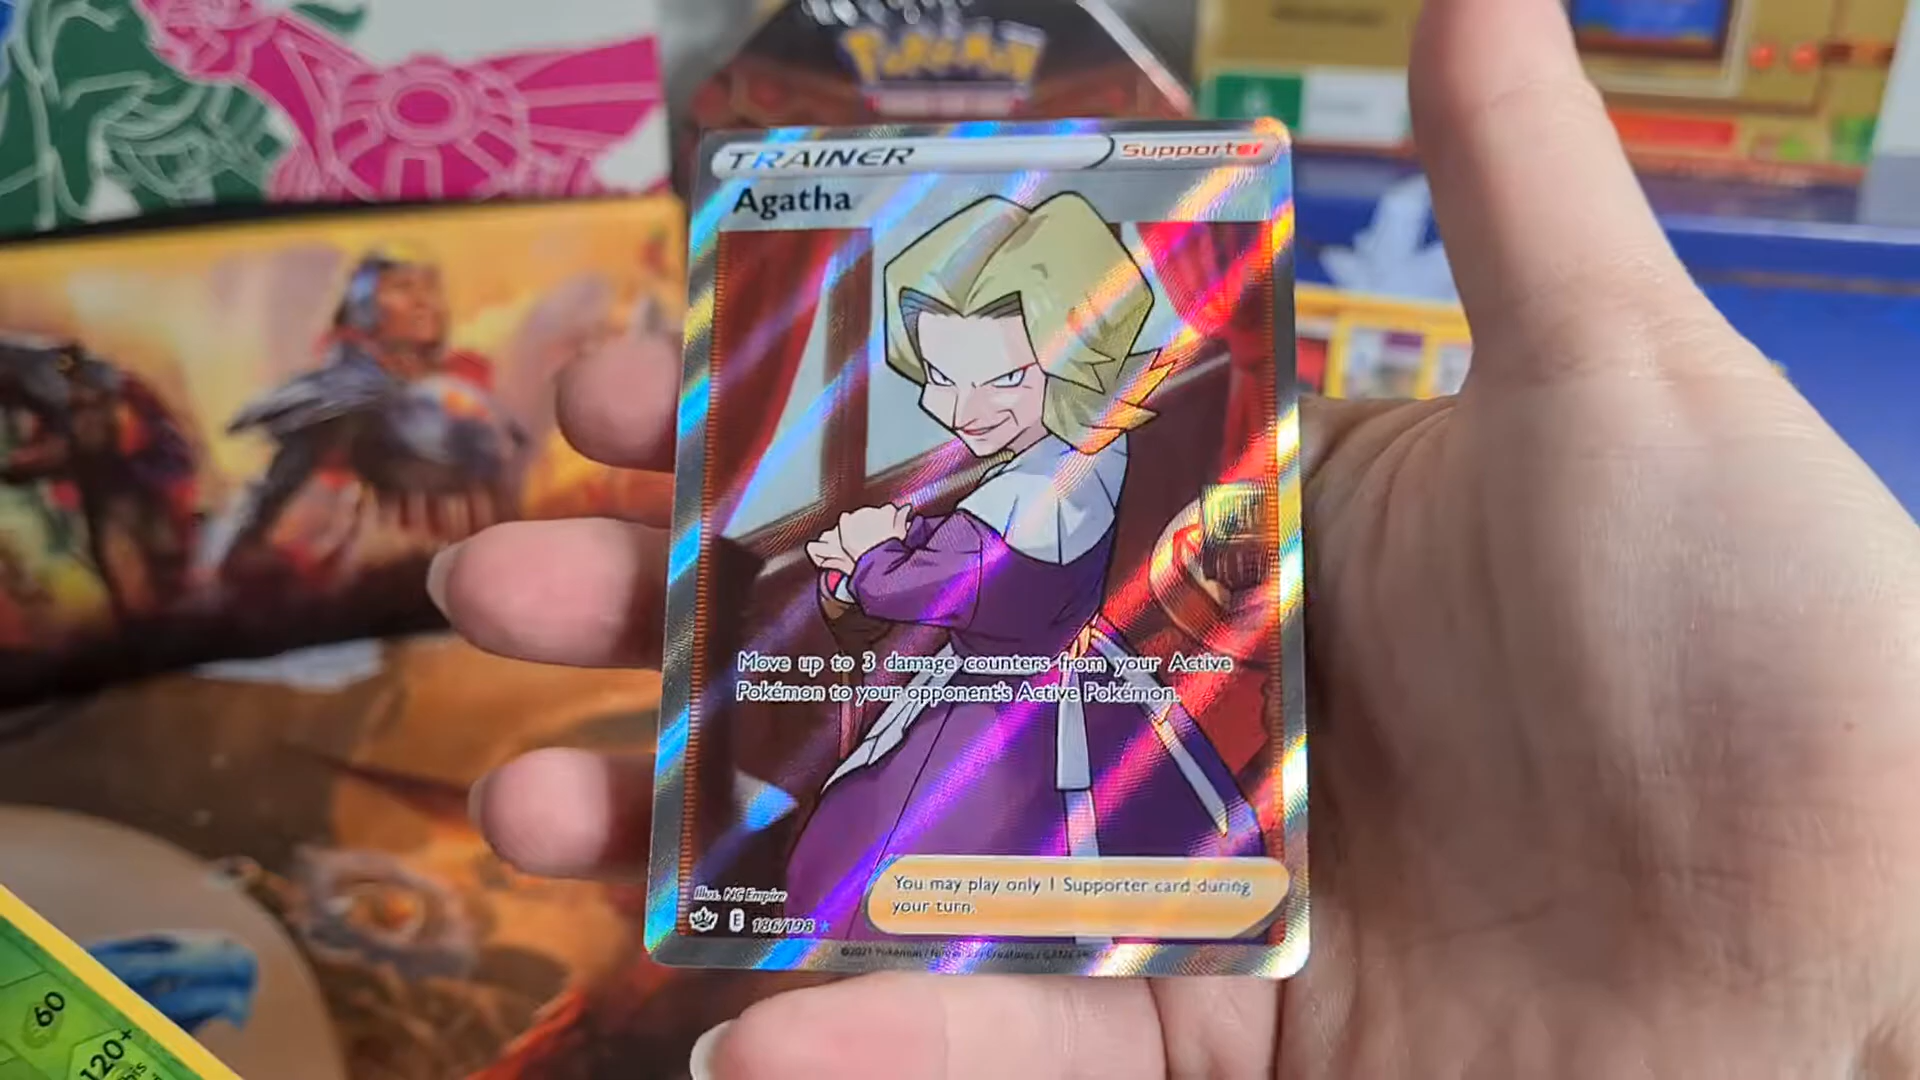 Pokémon
TRAINER
Supporter
Agatha
Move up to 3 damage counters from your Active
Pokémon to your opponent's Active Pokémon.
You may play only 1 Supporter card during
your turn.
Illus. NC Empire
E 186/198
©2021 Pokémon / Nintendo / Creatures / GAME FREAK
60
120+